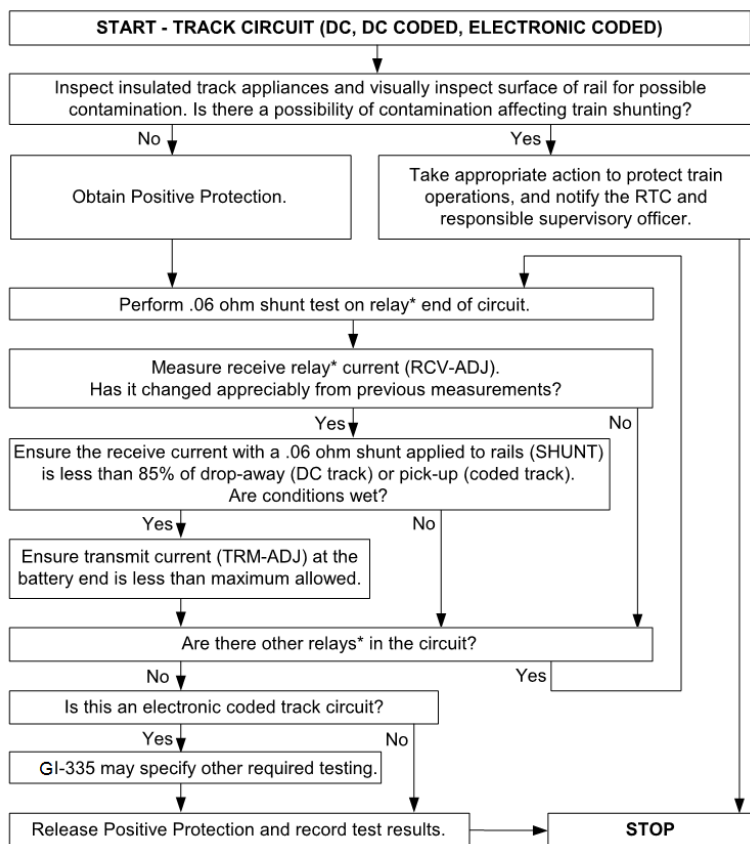 START - TRACK CIRCUIT (DC, DC CODED, ELECTRONIC CODED)
Inspect insulated track appliances and visually inspect surface of rail for possible
contamination. Is there a possibility of contamination affecting train shunting?
No
Yes
Obtain Positive Protection.
Take appropriate action to protect train
operations, and notify the RTC and
responsible supervisory officer.
Perform .06 ohm shunt test on relay* end of circuit.
Measure receive relay* current (RCV-ADJ).
Has it changed appreciably from previous measurements?
Yes
No
Ensure the receive current with a .06 ohm shunt applied to rails (SHUNT)
is less than 85% of drop-away (DC track) or pick-up (coded track).
Are conditions wet?
Yes
No
Ensure transmit current (TRM-ADJ) at the
battery end is less than maximum allowed.
Are there other relays* in the circuit?
No
Yes
Is this an electronic coded track circuit?
Yes
No
GI-335 may specify other required testing.
Release Positive Protection and record test results.
STOP